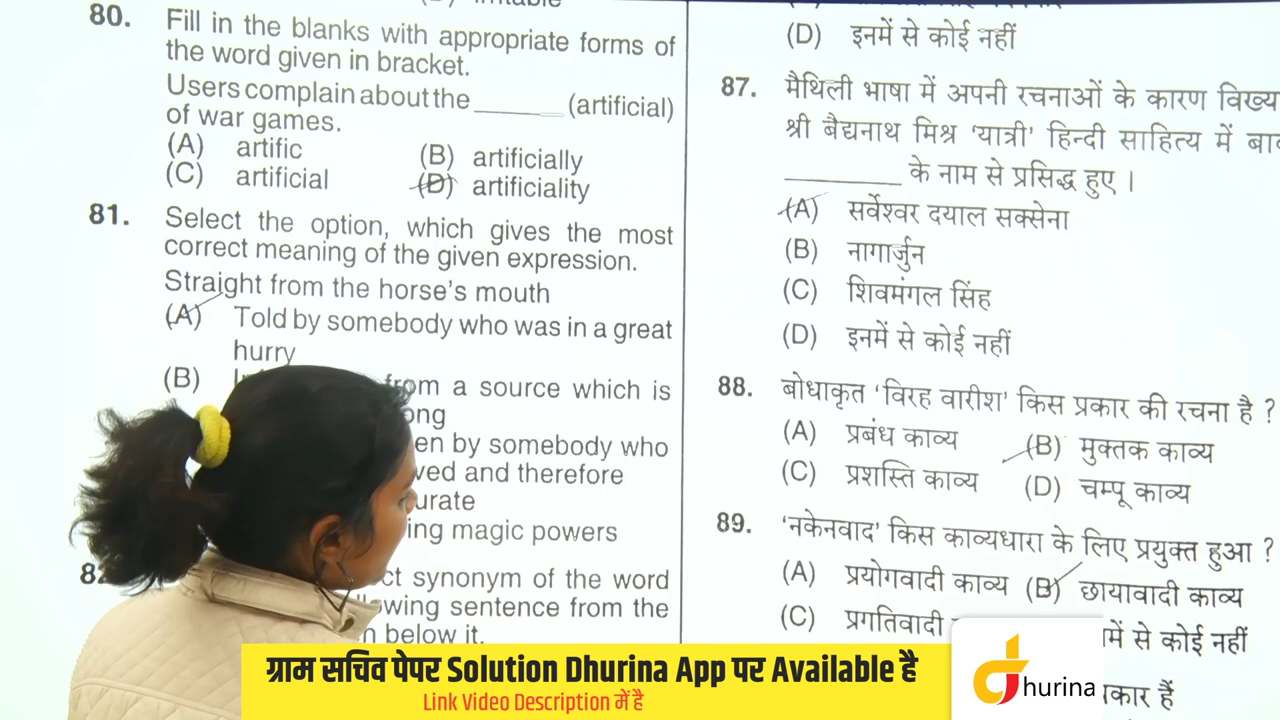 80. Fill in the blanks with appropriate forms of
the word given in bracket.
Users complain about the ______ (artificial)
of war games.
(A) artific (B) artificially
(C) artificial (D) artificiality
81. Select the option, which gives the most
correct meaning of the given expression.
Straight from the horse's mouth
(A) Told by somebody who was in a great
hurry
(B) from a source which is
en by somebody who
and therefore
magic powers
synonym of the word
sentence from the
below it.
(D) इनमें से कोई नहीं
87. मैथिली भाषा में अपनी रचनाओं के कारण
श्री बैद्यनाथ मिश्र 'यात्री' हिन्दी साहित्य में
______ के नाम से प्रसिद्ध हुए ।
(A) सर्वेश्वर दयाल सक्सेना
(B) नागार्जुन
(C) शिवमंगल सिंह
(D) इनमें से कोई नहीं
88. बोधाकृत 'विरह वारीश' किस प्रकार की रचना है ?
(A) प्रबंध काव्य (B) मुक्तक काव्य
(C) प्रशस्ति काव्य (D) चम्पू काव्य
89. 'नकेनवाद' किस काव्यधारा के लिए प्रयुक्त हुआ ?
(A) प्रयोगवादी काव्य (B) छायावादी काव्य
(C) प्रगतिवादी से कोई नहीं
हैं
ग्राम सचिव पेपर Solution Dhurina App पर Available है
Link Video Description में है
dhurina